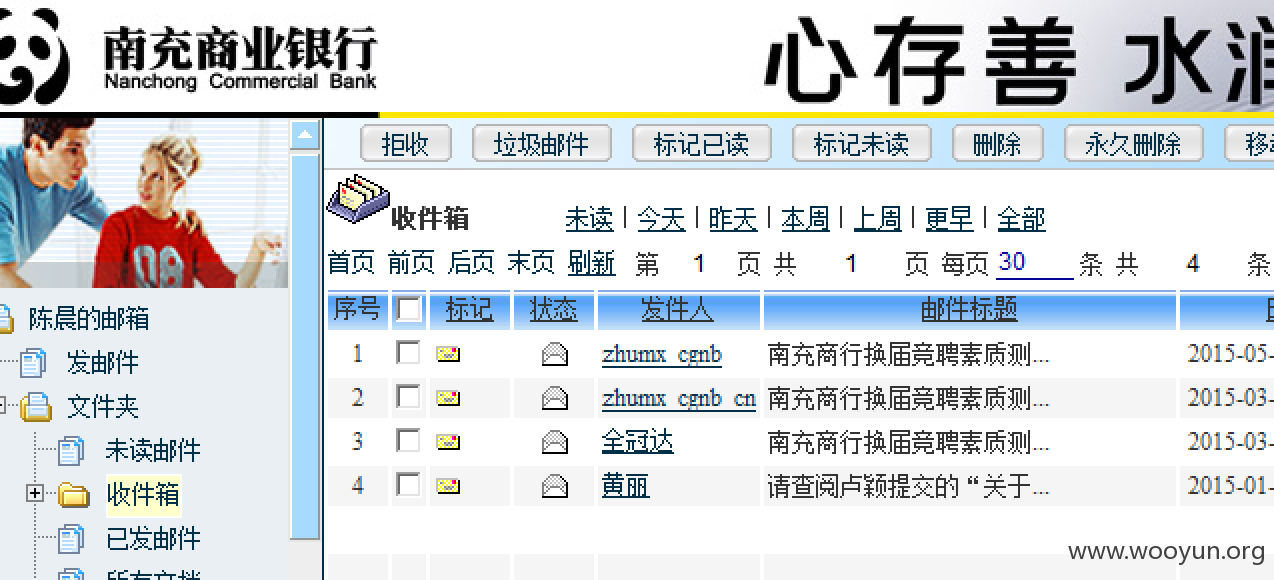 南充商业银行
Nanchong Commercial Bank
心存善 水润
拒收 垃圾邮件 标记已读 标记未读 删除 永久删除
收件箱 未读 | 今天 | 昨天 | 本周 | 上周 | 更早 | 全部
首页 前页 后页 末页 刷新 第 1 页 共 1 页 每页 30 条 共 4 条
序号 标记 状态 发件人 邮件标题
1 zhumx_cgnb 南充商行换届竞聘素质测... 2015-05-
2 zhumx_cgnb_cn 南充商行换届竞聘素质测... 2015-03-
3 全冠达 南充商行换届竞聘素质测... 2015-03-
4 黄丽 请查阅卢颖提交的“关于... 2015-01-
08
陈晨的邮箱
发邮件
文件夹
未读邮件
收件箱
已发邮件
所有文档
www.wooyun.org